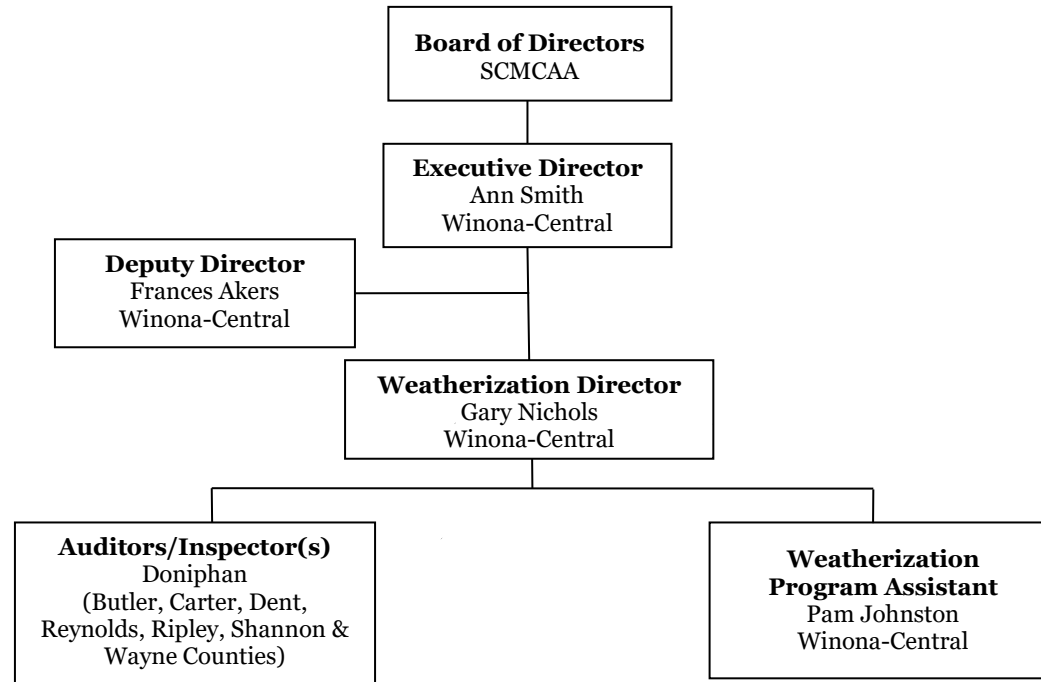 Board of Directors
SCMCAA
Executive Director
Ann Smith
Winona-Central
Deputy Director
Frances Akers
Winona-Central
Weatherization Director
Gary Nichols
Winona-Central
Auditors/Inspector(s)
Doniphan
(Butler, Carter, Dent,
Reynolds, Ripley, Shannon &
Wayne Counties)
Weatherization
Program Assistant
Pam Johnston
Winona-Central